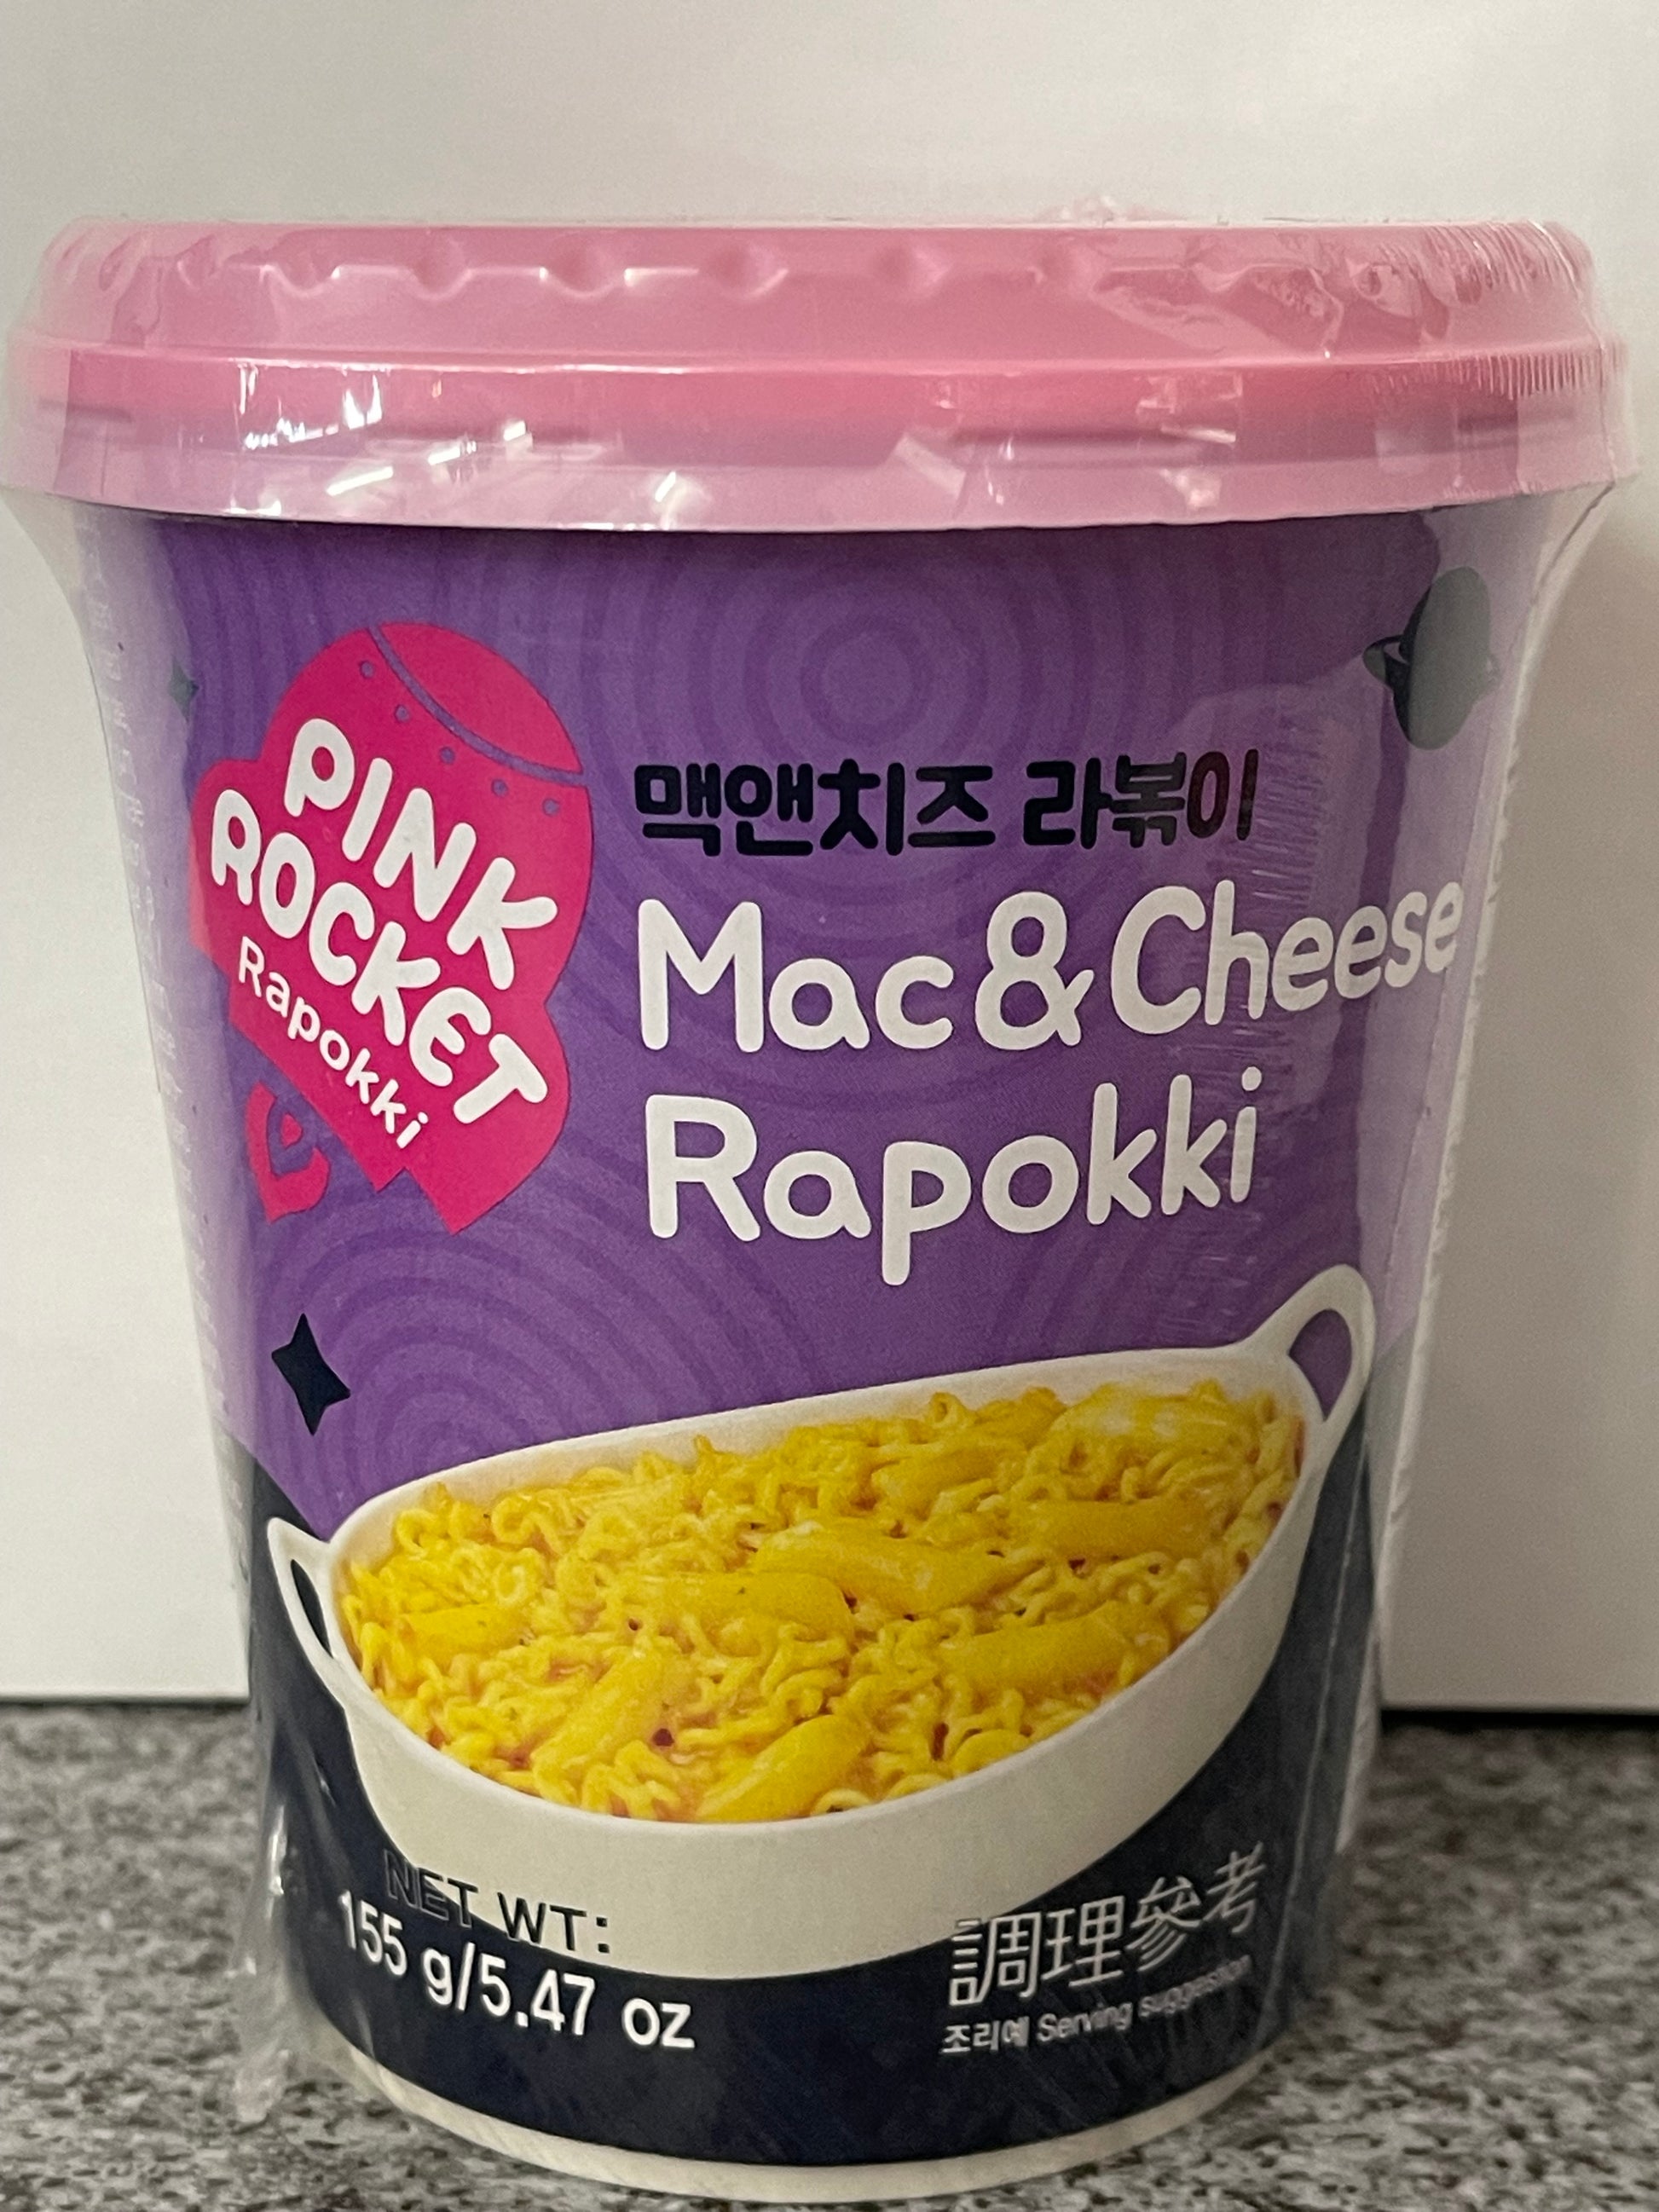 PINK
ROCKET
Rapokki
맥앤치즈 라볶이
Mac & Cheese
Rapokki
NET WT:
155 g/5.47 oz
調理參考
조리예 Serving suggestion